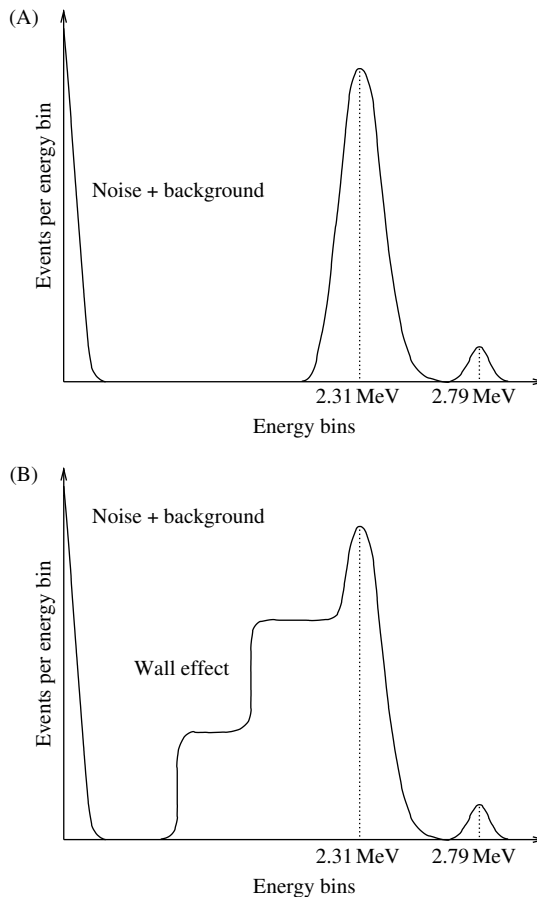 (A)
Events per energy bin
Noise + background
2.31 MeV
2.79 MeV
Energy bins
(B)
Events per energy bin
Noise + background
Wall effect
2.31 MeV
2.79 MeV
Energy bins